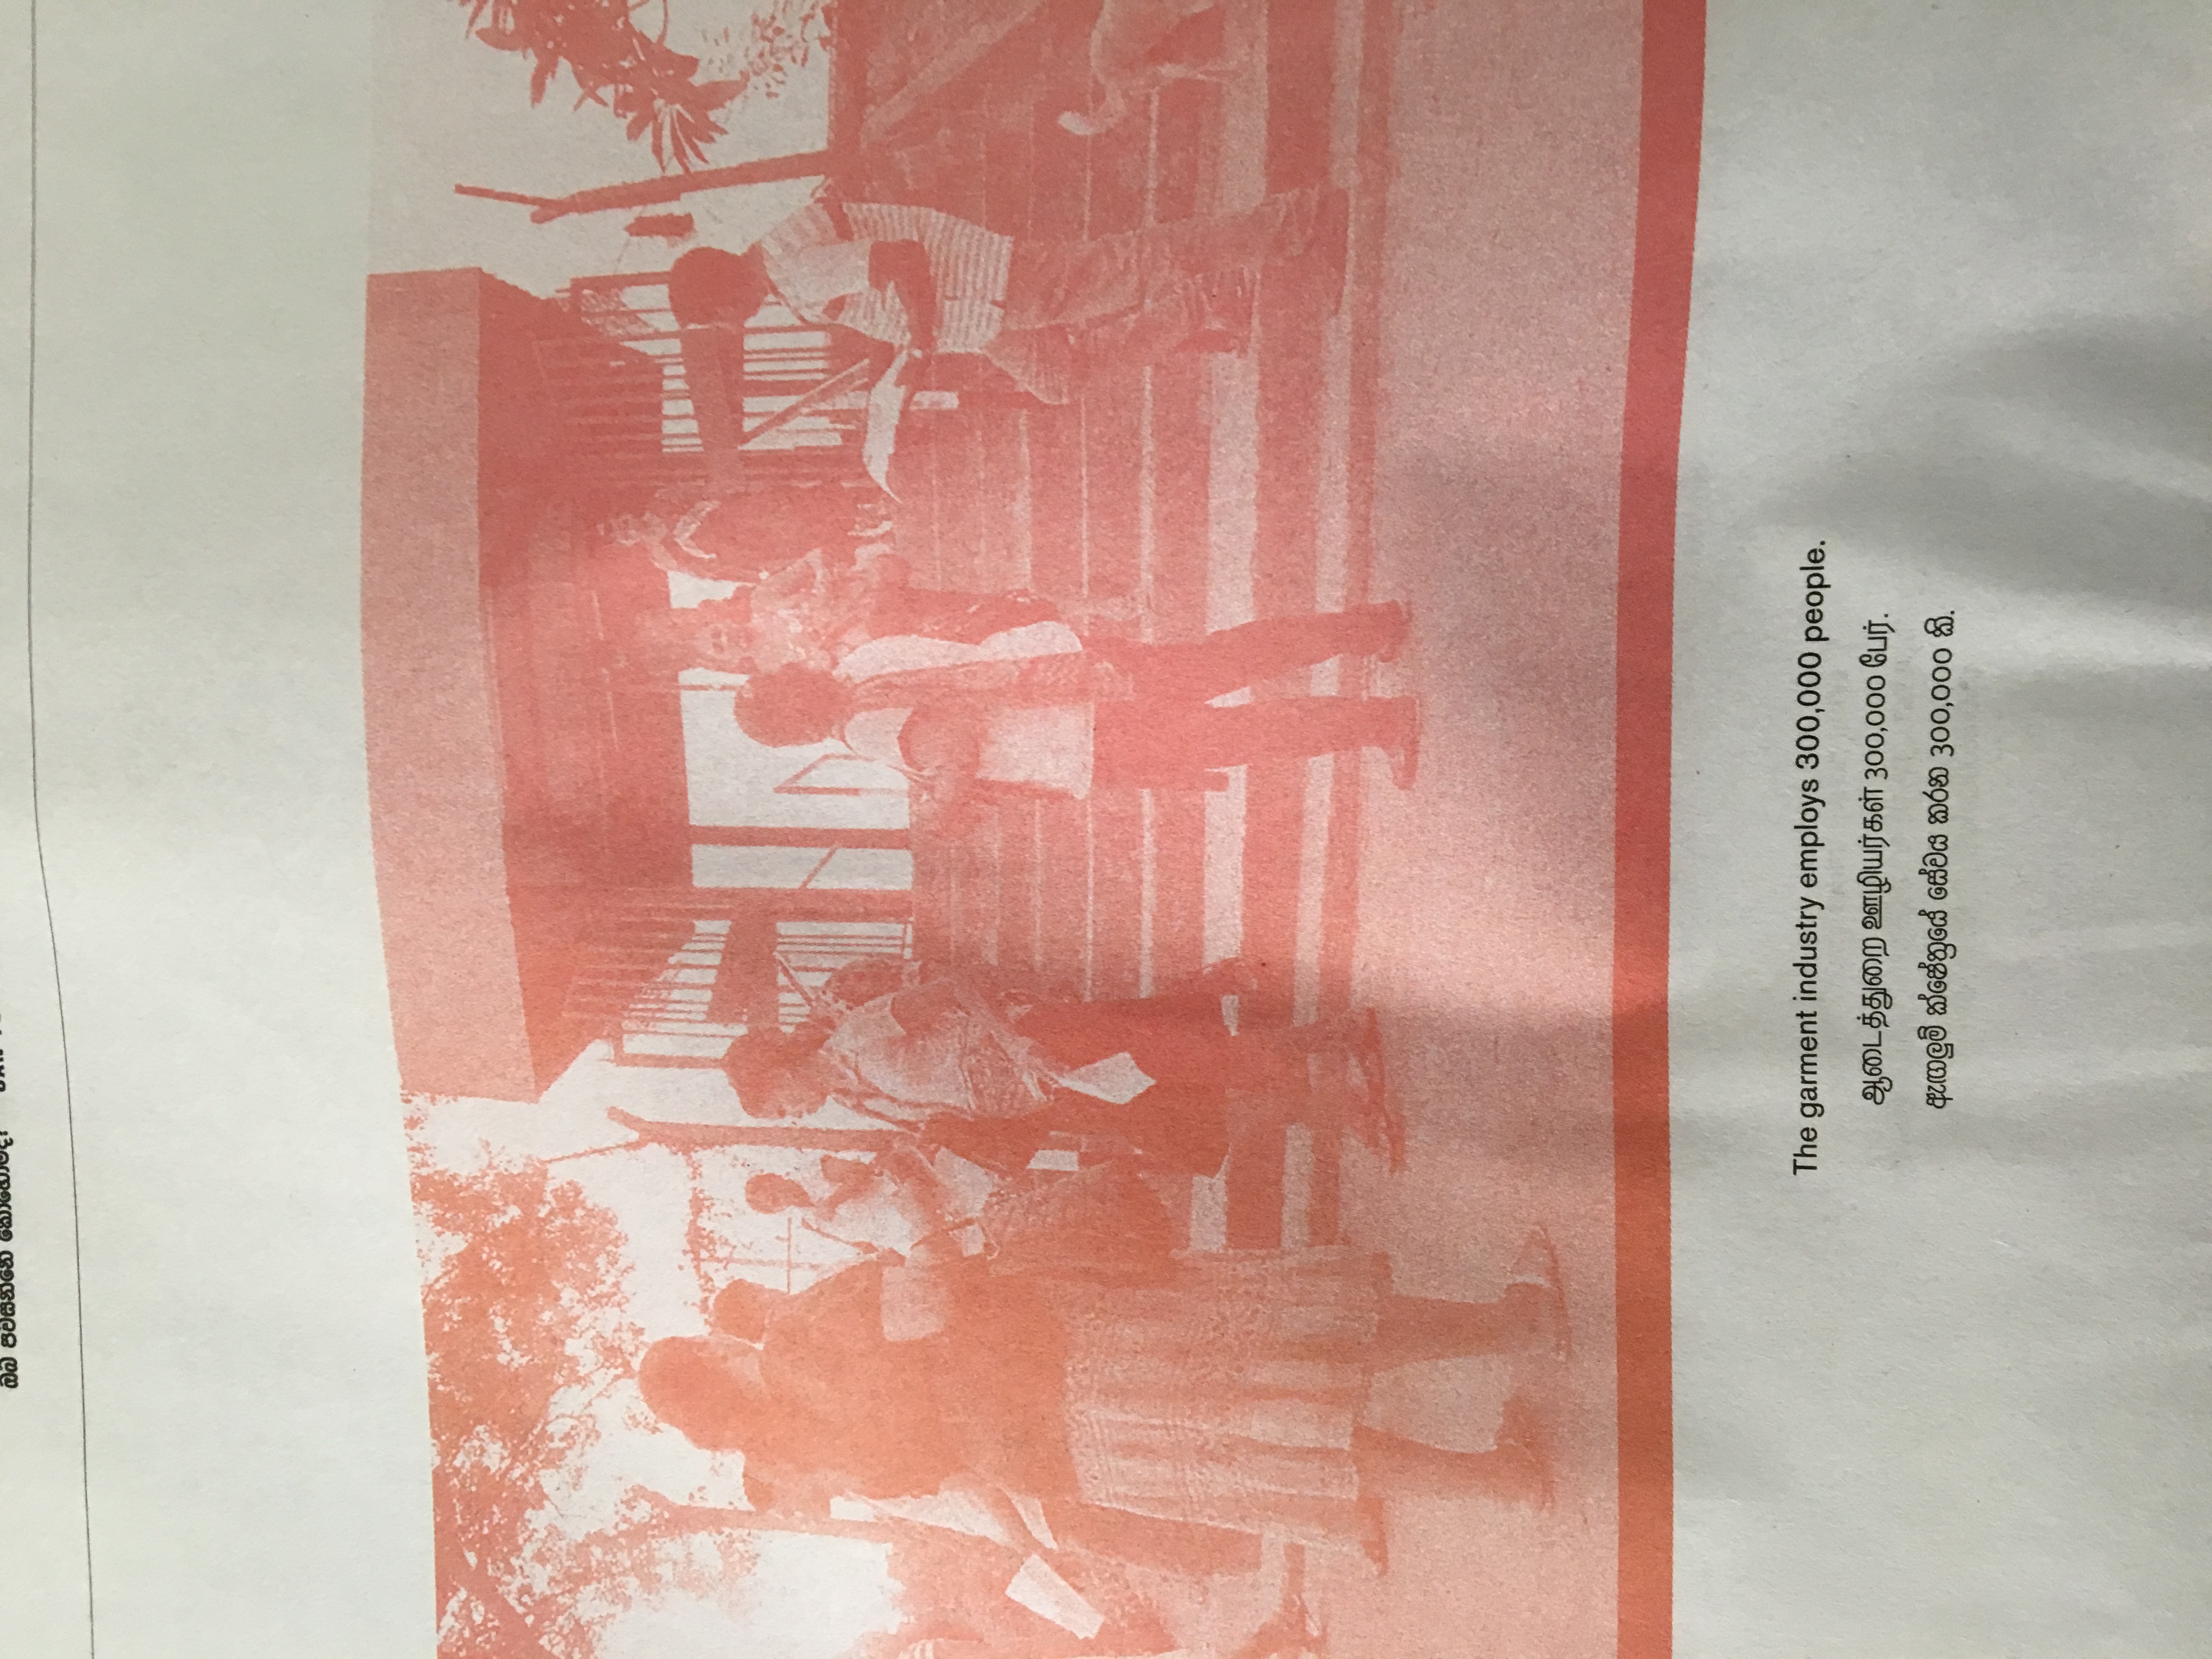 ඔබ පවසන්නේ කොහොමද?
The garment industry employs 300,000 people.
ஆடைத்துறை ஊழியர்கள் 300,000 பேர்.
ඇඟලුම් ක්ෂේත්‍රයේ සේවය කරන 300,000 කි.